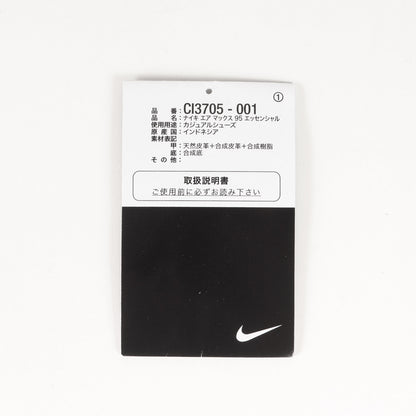 ①
品番: CI3705 - 001
品名: ナイキ エア マックス 95 エッセンシャル
使用用途: カジュアルシューズ
原産国: インドネシア
素材表記
甲: 天然皮革＋合成皮革＋合成樹脂
底: 合成底
その他:
取扱説明書
ご使用前に必ずお読み下さい